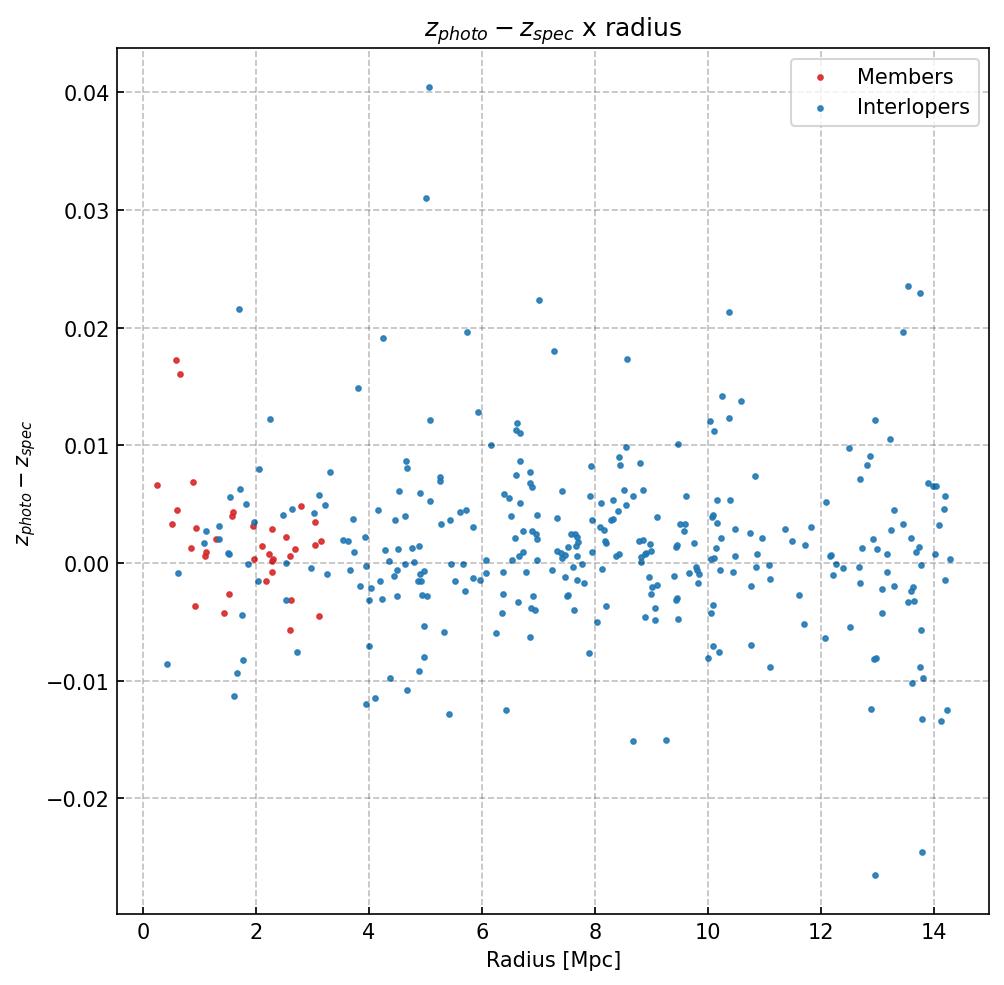 z_photo − z_spec x radius
Members
Interlopers
0.04
0.03
0.02
0.01
0.00
−0.01
−0.02
z_photo − z_spec
0 2 4 6 8 10 12 14
Radius [Mpc]